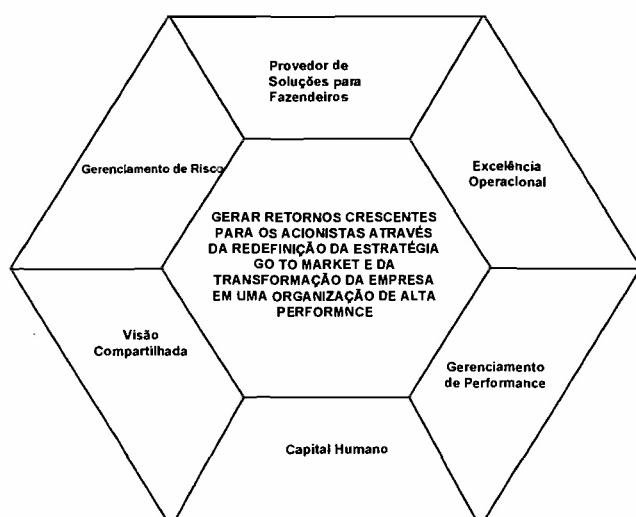 Provedor de
Soluções para
Fazendeiros
Gerenciamento de Risco
Excelência
Operacional
GERAR RETORNOS CRESCENTES
PARA OS ACIONISTAS ATRAVÉS
DA REDEFINIÇÃO DA ESTRATÉGIA
GO TO MARKET E DA
TRANSFORMAÇÃO DA EMPRESA
EM UMA ORGANIZAÇÃO DE ALTA
PERFORMNCE
Visão
Compartilhada
Gerenciamento
de Performance
Capital Humano